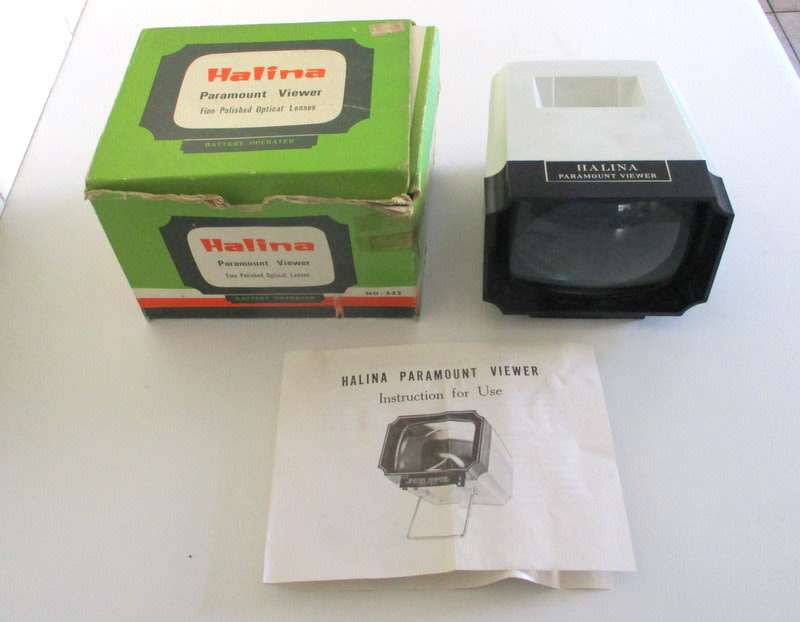 Halina
Paramount Viewer
Fine Polished Optical Lenses
BATTERY OPERATED
Halina
Paramount Viewer
Fine Polished Optical Lenses
BATTERY OPERATED
HALINA
PARAMOUNT VIEWER
HALINA PARAMOUNT VIEWER
Instruction for Use